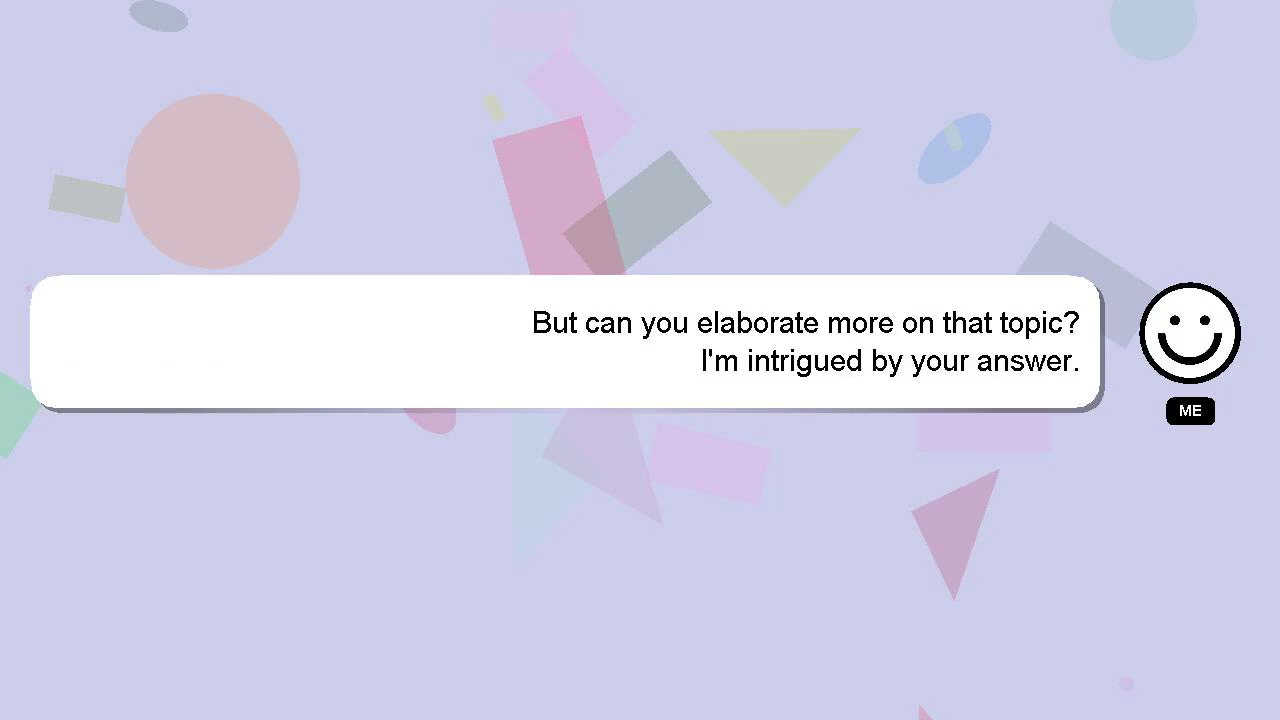 But can you elaborate more on that topic?
I'm intrigued by your answer.
ME